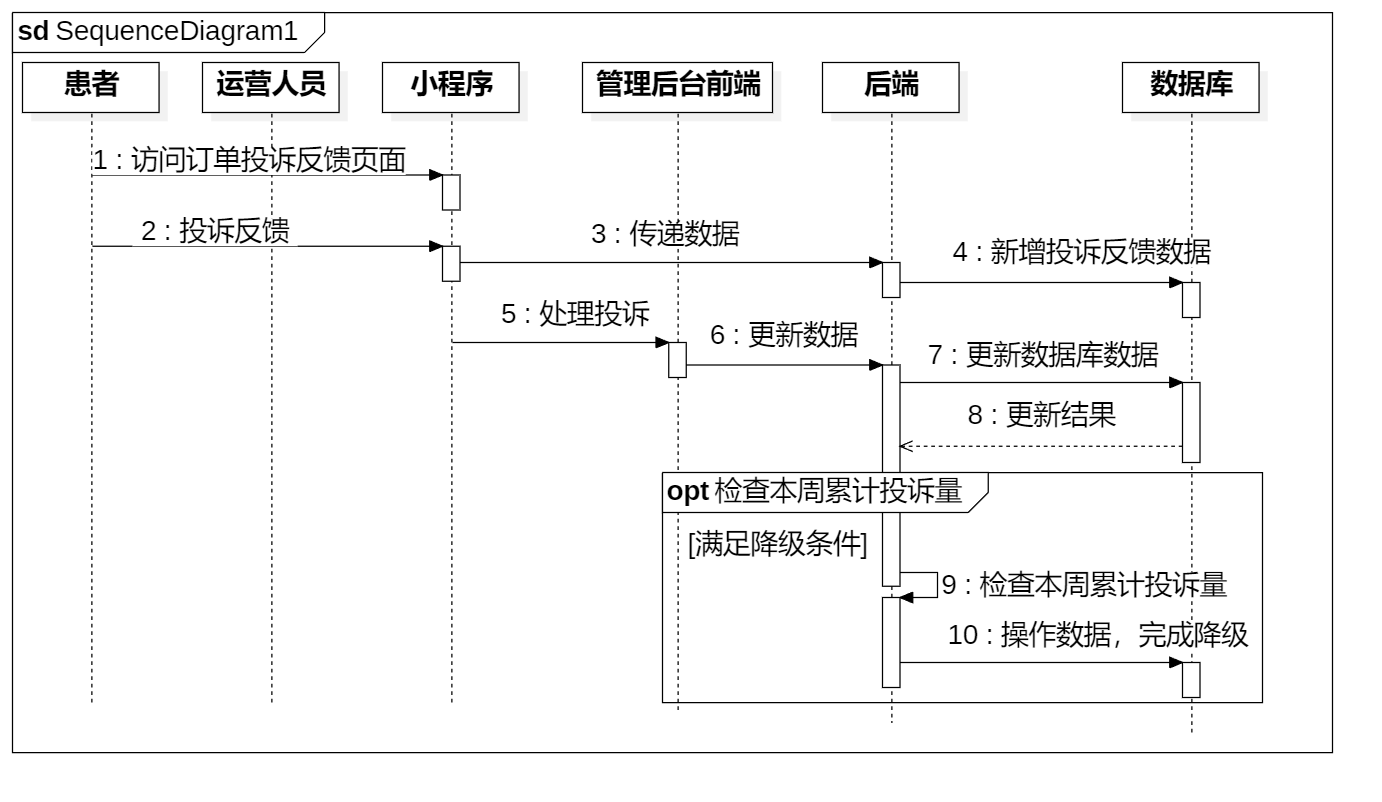 sd SequenceDiagram1
患者
运营人员
小程序
管理后台前端
后端
数据库
1 : 访问订单投诉反馈页面
2 : 投诉反馈
3 : 传递数据
4 : 新增投诉反馈数据
5 : 处理投诉
6 : 更新数据
7 : 更新数据库数据
8 : 更新结果
opt 检查本周累计投诉量
[满足降级条件]
9 : 检查本周累计投诉量
10 : 操作数据，完成降级